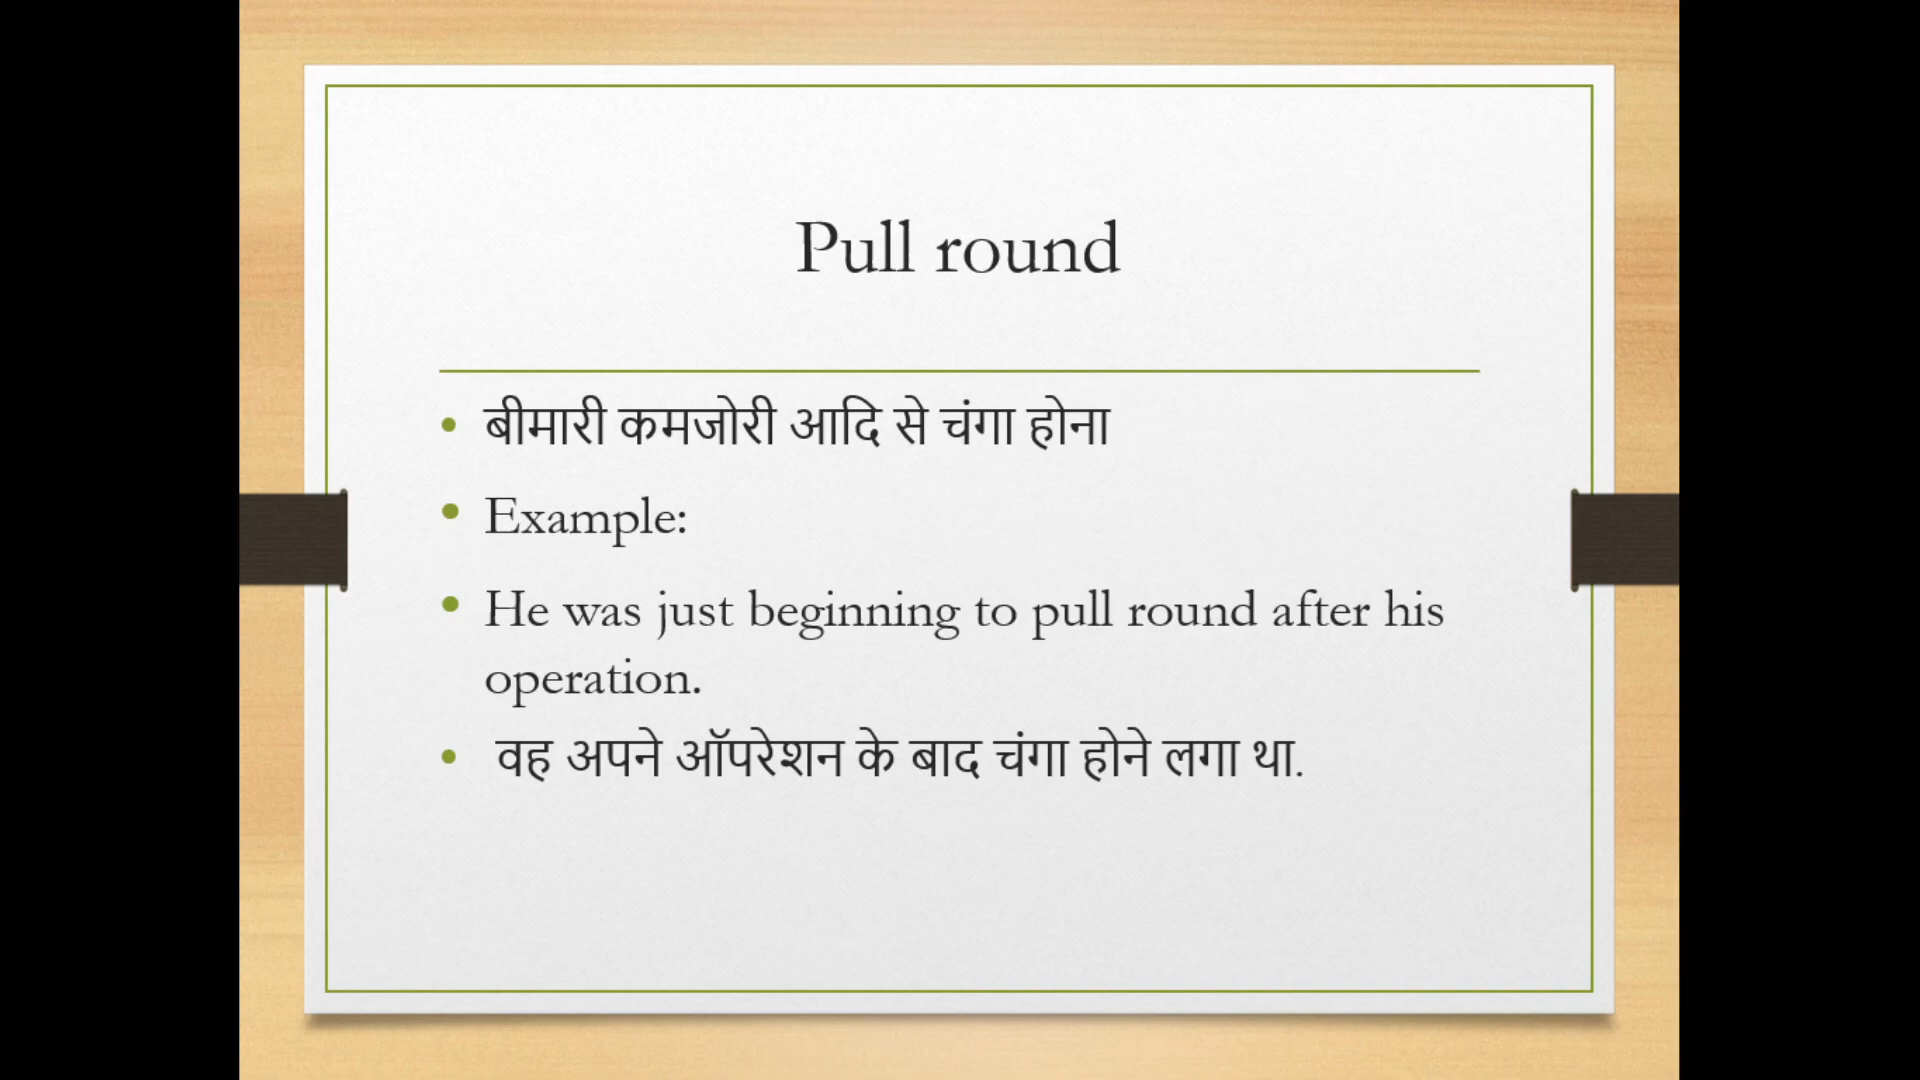 Pull round
• बीमारी कमजोरी आदि से चंगा होना
• Example:
• He was just beginning to pull round after his
operation.
• वह अपने ऑपरेशन के बाद चंगा होने लगा था.